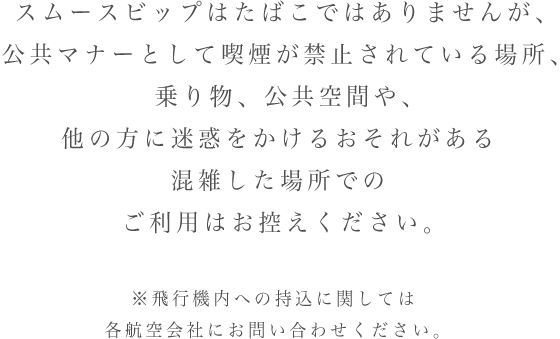 スムースビップはたばこではありませんが、
公共マナーとして喫煙が禁止されている場所、
乗り物、公共空間や、
他の方に迷惑をかけるおそれがある
混雑した場所での
ご利用はお控えください。
※飛行機内への持込に関しては
各航空会社にお問い合わせください。